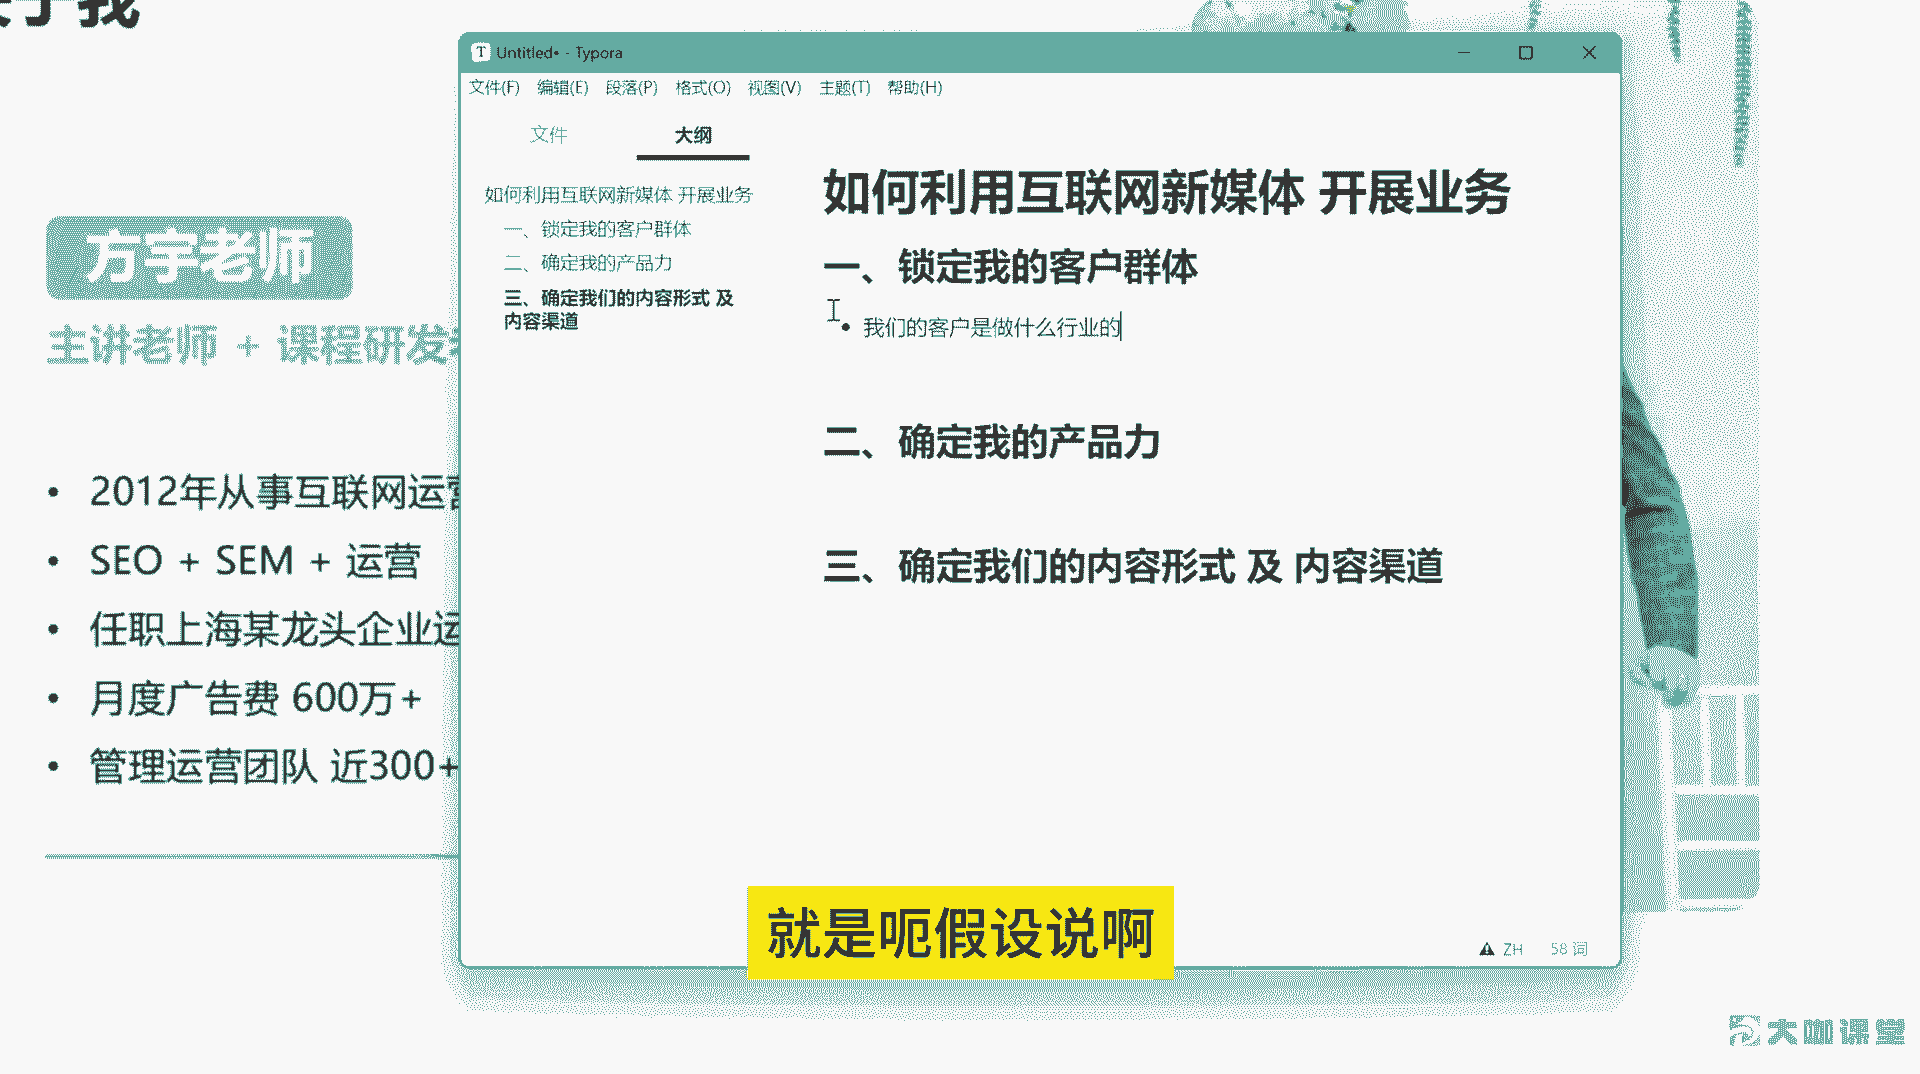 于我
方宇老师
主讲老师 + 课程研发
2012年从事互联网运营
SEO + SEM + 运营
任职上海某龙头企业运
月度广告费 600万+
管理运营团队 近300+
Untitled• - Typora
文件(F) 编辑(E) 段落(P) 格式(O) 视图(V) 主题(T) 帮助(H)
文件 大纲
如何利用互联网新媒体 开展业务
一、锁定我的客户群体
二、确定我的产品力
三、确定我们的内容形式 及
内容渠道
如何利用互联网新媒体 开展业务
一、锁定我的客户群体
• 我们的客户是做什么行业的
二、确定我的产品力
三、确定我们的内容形式 及 内容渠道
ZH 58 词
就是呃假设说啊
大咖课堂